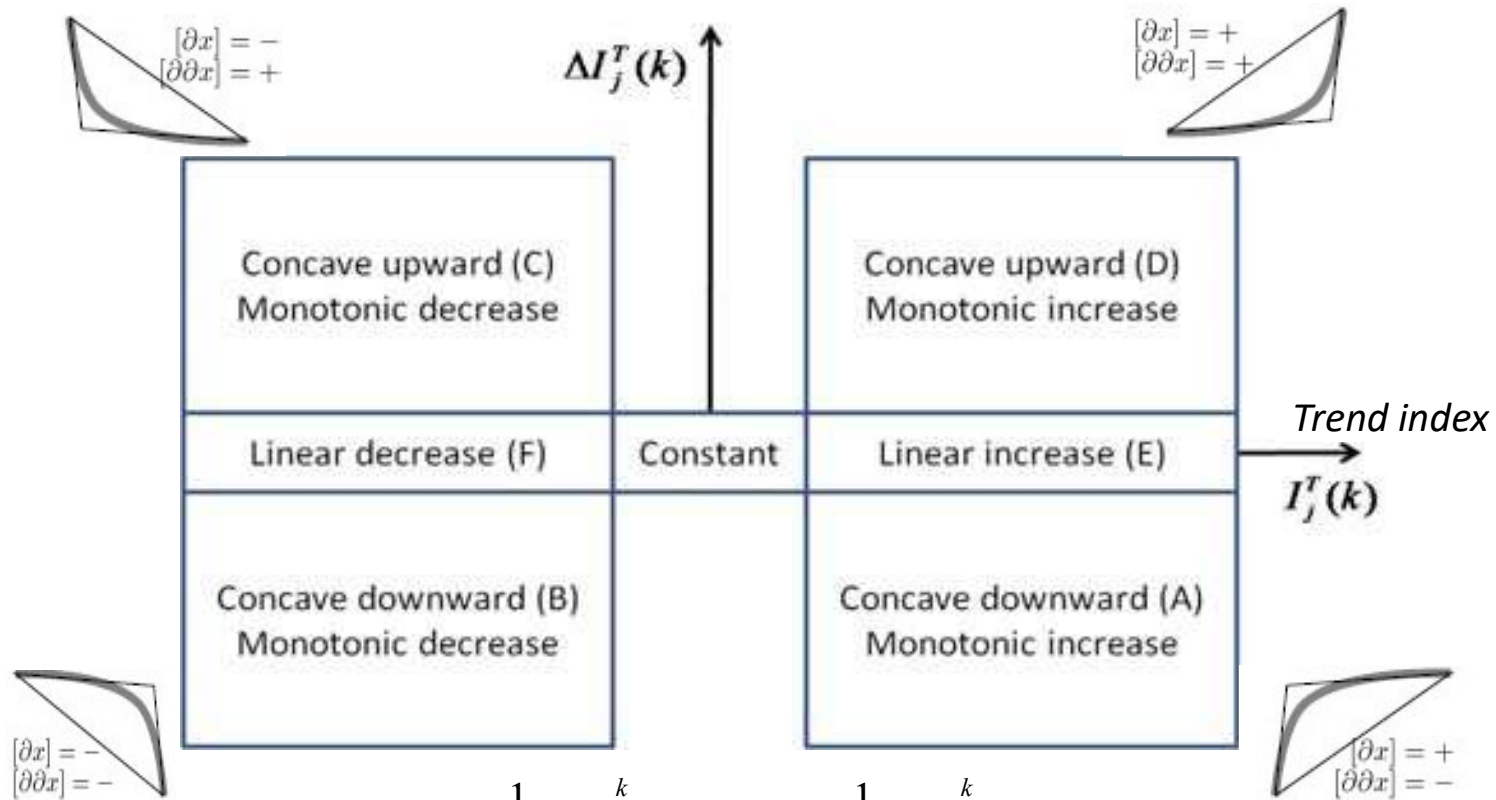 [∂x] = −
[∂∂x] = +
ΔI_j^T(k)
[∂x] = +
[∂∂x] = +
Concave upward (C)
Monotonic decrease
Concave upward (D)
Monotonic increase
Trend index
Linear decrease (F)
Constant
Linear increase (E)
I_j^T(k)
Concave downward (B)
Monotonic decrease
Concave downward (A)
Monotonic increase
[∂x] = −
[∂∂x] = −
[∂x] = +
[∂∂x] = −
1 k 1 k